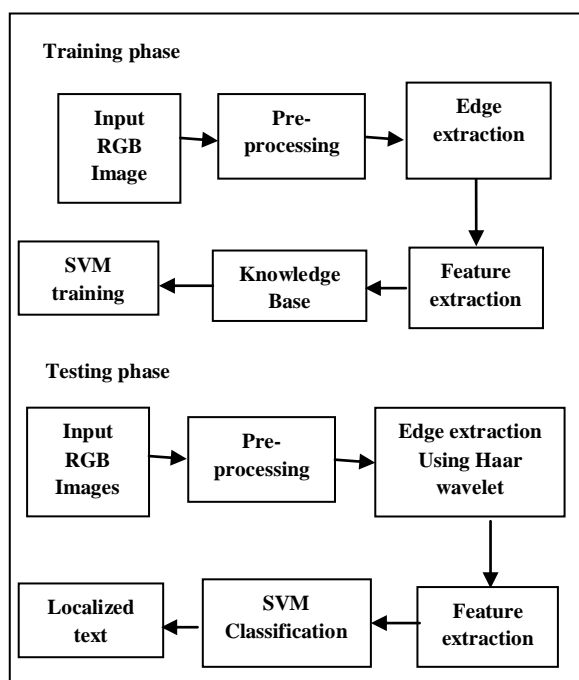 Training phase
Input
RGB
Image
Pre-
processing
Edge
extraction
Feature
extraction
Knowledge
Base
SVM
training
Testing phase
Input
RGB
Images
Pre-
processing
Edge extraction
Using Haar
wavelet
Feature
extraction
SVM
Classification
Localized
text